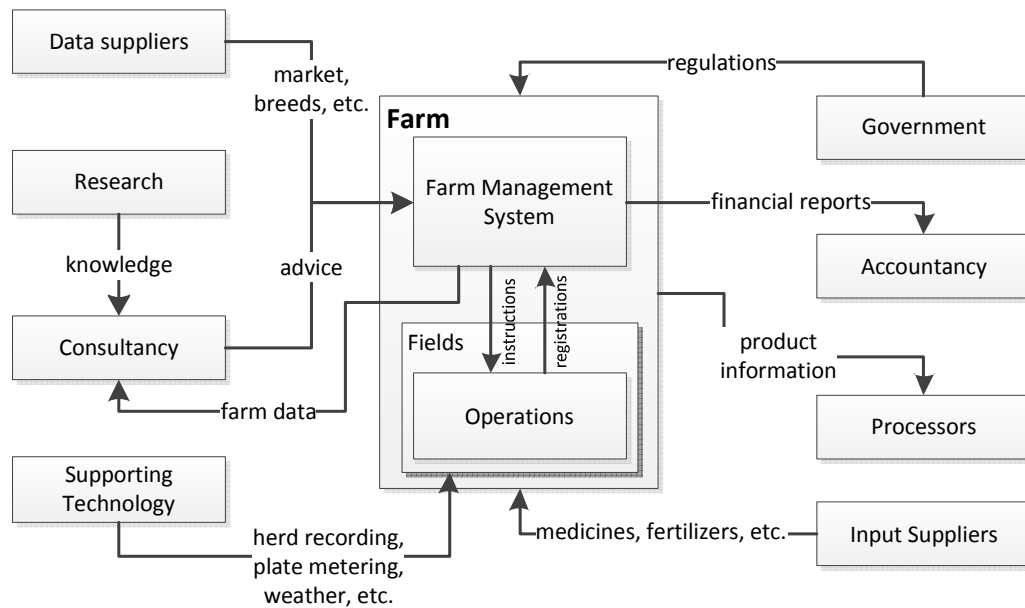 Data suppliers
market,
breeds, etc.
regulations
Farm
Government
Research
Farm Management
System
financial reports
knowledge
advice
Accountancy
instructions
registrations
Fields
Consultancy
product
information
farm data
Operations
Processors
Supporting
Technology
herd recording,
plate metering,
weather, etc.
medicines, fertilizers, etc.
Input Suppliers